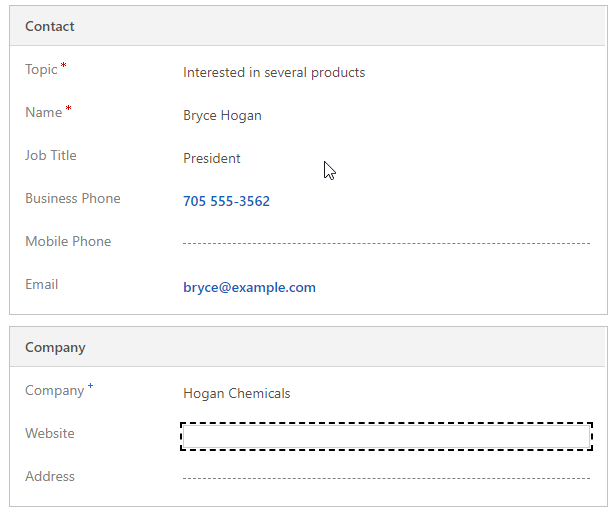 Contact
Topic * Interested in several products
Name * Bryce Hogan
Job Title President
Business Phone 705 555-3562
Mobile Phone
Email bryce@example.com
Company
Company + Hogan Chemicals
Website
Address